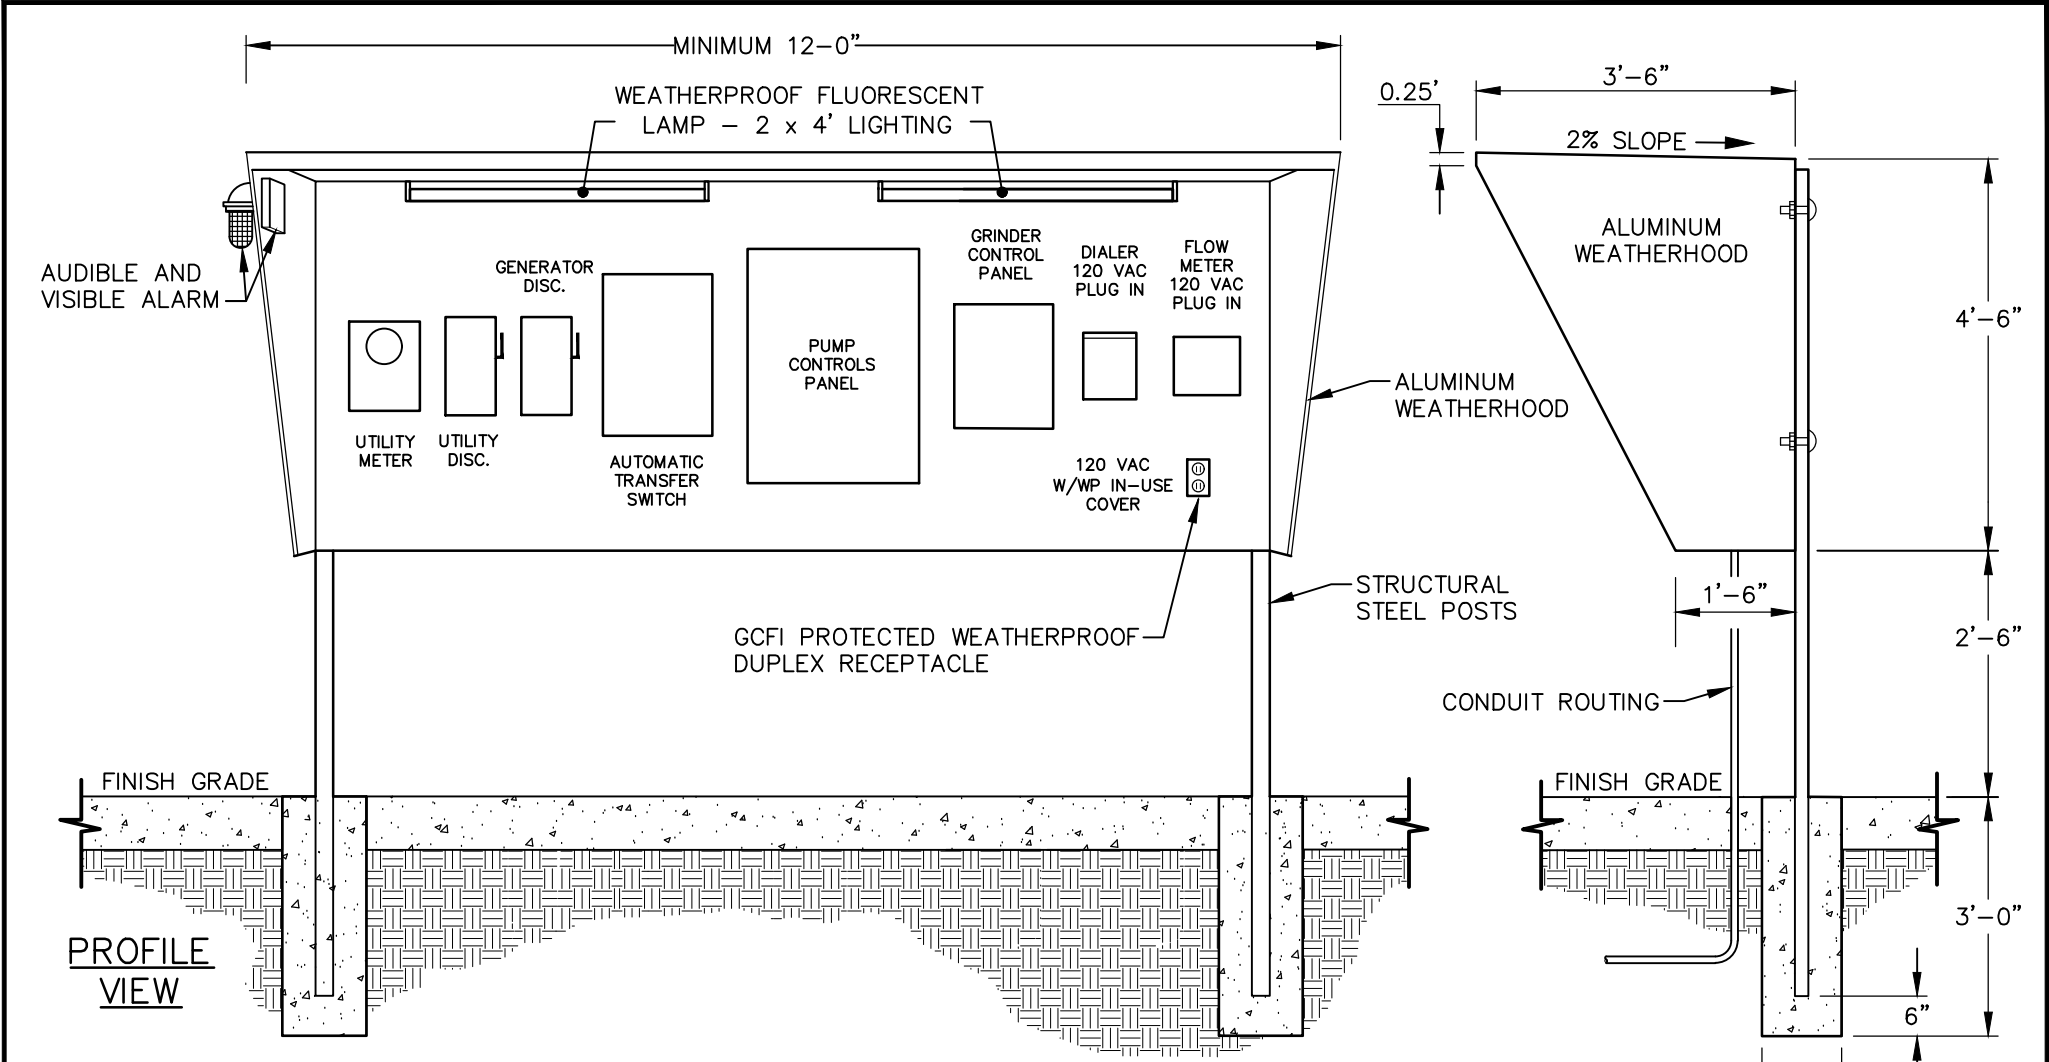 MINIMUM 12-0"
WEATHERPROOF FLUORESCENT
LAMP - 2 x 4' LIGHTING
AUDIBLE AND
VISIBLE ALARM
GENERATOR
DISC.
UTILITY
METER
UTILITY
DISC.
AUTOMATIC
TRANSFER
SWITCH
PUMP
CONTROLS
PANEL
GRINDER
CONTROL
PANEL
DIALER
120 VAC
PLUG IN
FLOW
METER
120 VAC
PLUG IN
120 VAC
W/WP IN-USE
COVER
ALUMINUM
WEATHERHOOD
STRUCTURAL
STEEL POSTS
GCFI PROTECTED WEATHERPROOF
DUPLEX RECEPTACLE
FINISH GRADE
PROFILE
VIEW
0.25'
3'-6"
2% SLOPE
ALUMINUM
WEATHERHOOD
4'-6"
1'-6"
2'-6"
CONDUIT ROUTING
FINISH GRADE
3'-0"
6"